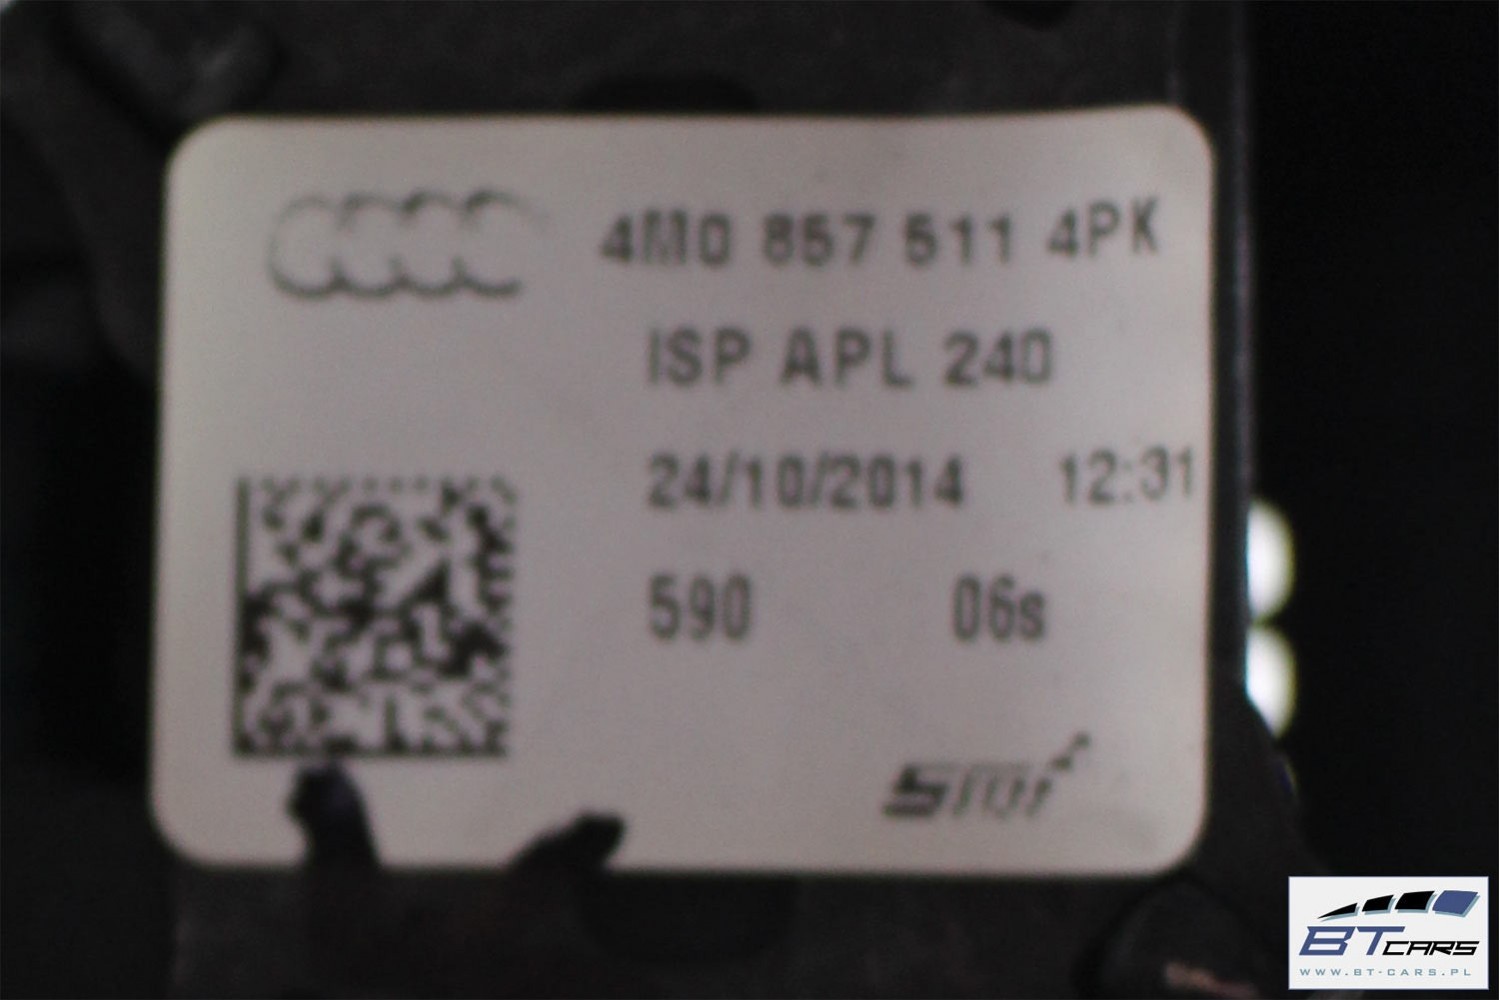 4M0 857 511 4PK
ISP APL 240
24/10/2014 12:31
590 06s
SMR
BT CARS
WWW.BT-CARS.PL